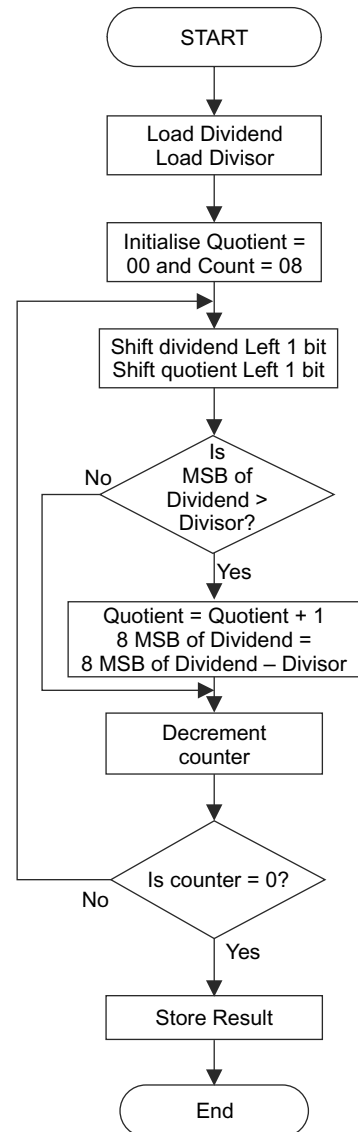 START
Load Dividend
Load Divisor
Initialise Quotient =
00 and Count = 08
Shift dividend Left 1 bit
Shift quotient Left 1 bit
Is
MSB of
Dividend >
Divisor?
No
Yes
Quotient = Quotient + 1
8 MSB of Dividend =
8 MSB of Dividend – Divisor
Decrement
counter
Is counter = 0?
No
Yes
Store Result
End